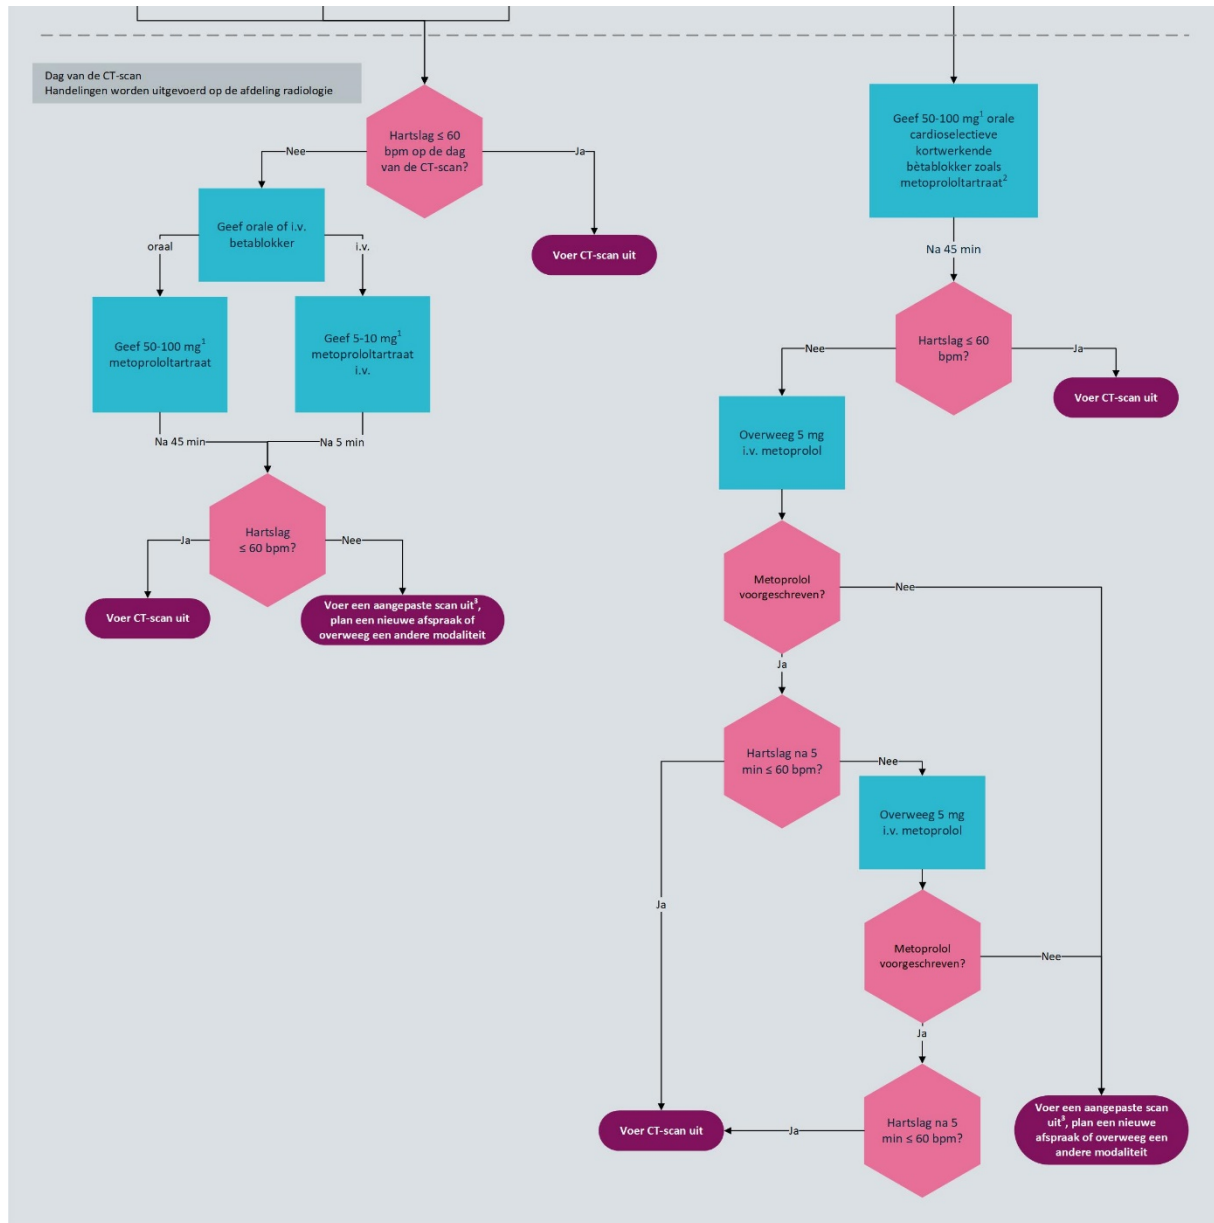 Dag van de CT-scan
Handelingen worden uitgevoerd op de afdeling radiologie
Hartslag ≤ 60
bpm op de dag
van de CT-scan?
Nee
Ja
Geef orale of i.v.
betablokker
oraal
i.v.
Voer CT-scan uit
Geef 50-100 mg¹
metoprololtartraat
Geef 5-10 mg¹
metoprololtartraat
i.v.
Na 45 min
Na 5 min
Hartslag
≤ 60 bpm?
Ja
Nee
Voer CT-scan uit
Voer een aangepaste scan uit³,
plan een nieuwe afspraak of
overweeg een andere modaliteit
Geef 50-100 mg¹ orale
cardioselectieve
kortwerkende
bètablokker zoals
metoprololtartraat²
Na 45 min
Hartslag ≤ 60
bpm?
Nee
Ja
Voer CT-scan uit
Overweeg 5 mg
i.v. metoprolol
Metoprolol
voorgeschreven?
Nee
Ja
Hartslag na 5
min ≤ 60 bpm?
Nee
Ja
Overweeg 5 mg
i.v. metoprolol
Metoprolol
voorgeschreven?
Nee
Ja
Hartslag na 5
min ≤ 60 bpm?
Ja
Voer CT-scan uit
Voer een aangepaste scan
uit³, plan een nieuwe
afspraak of overweeg een
andere modaliteit